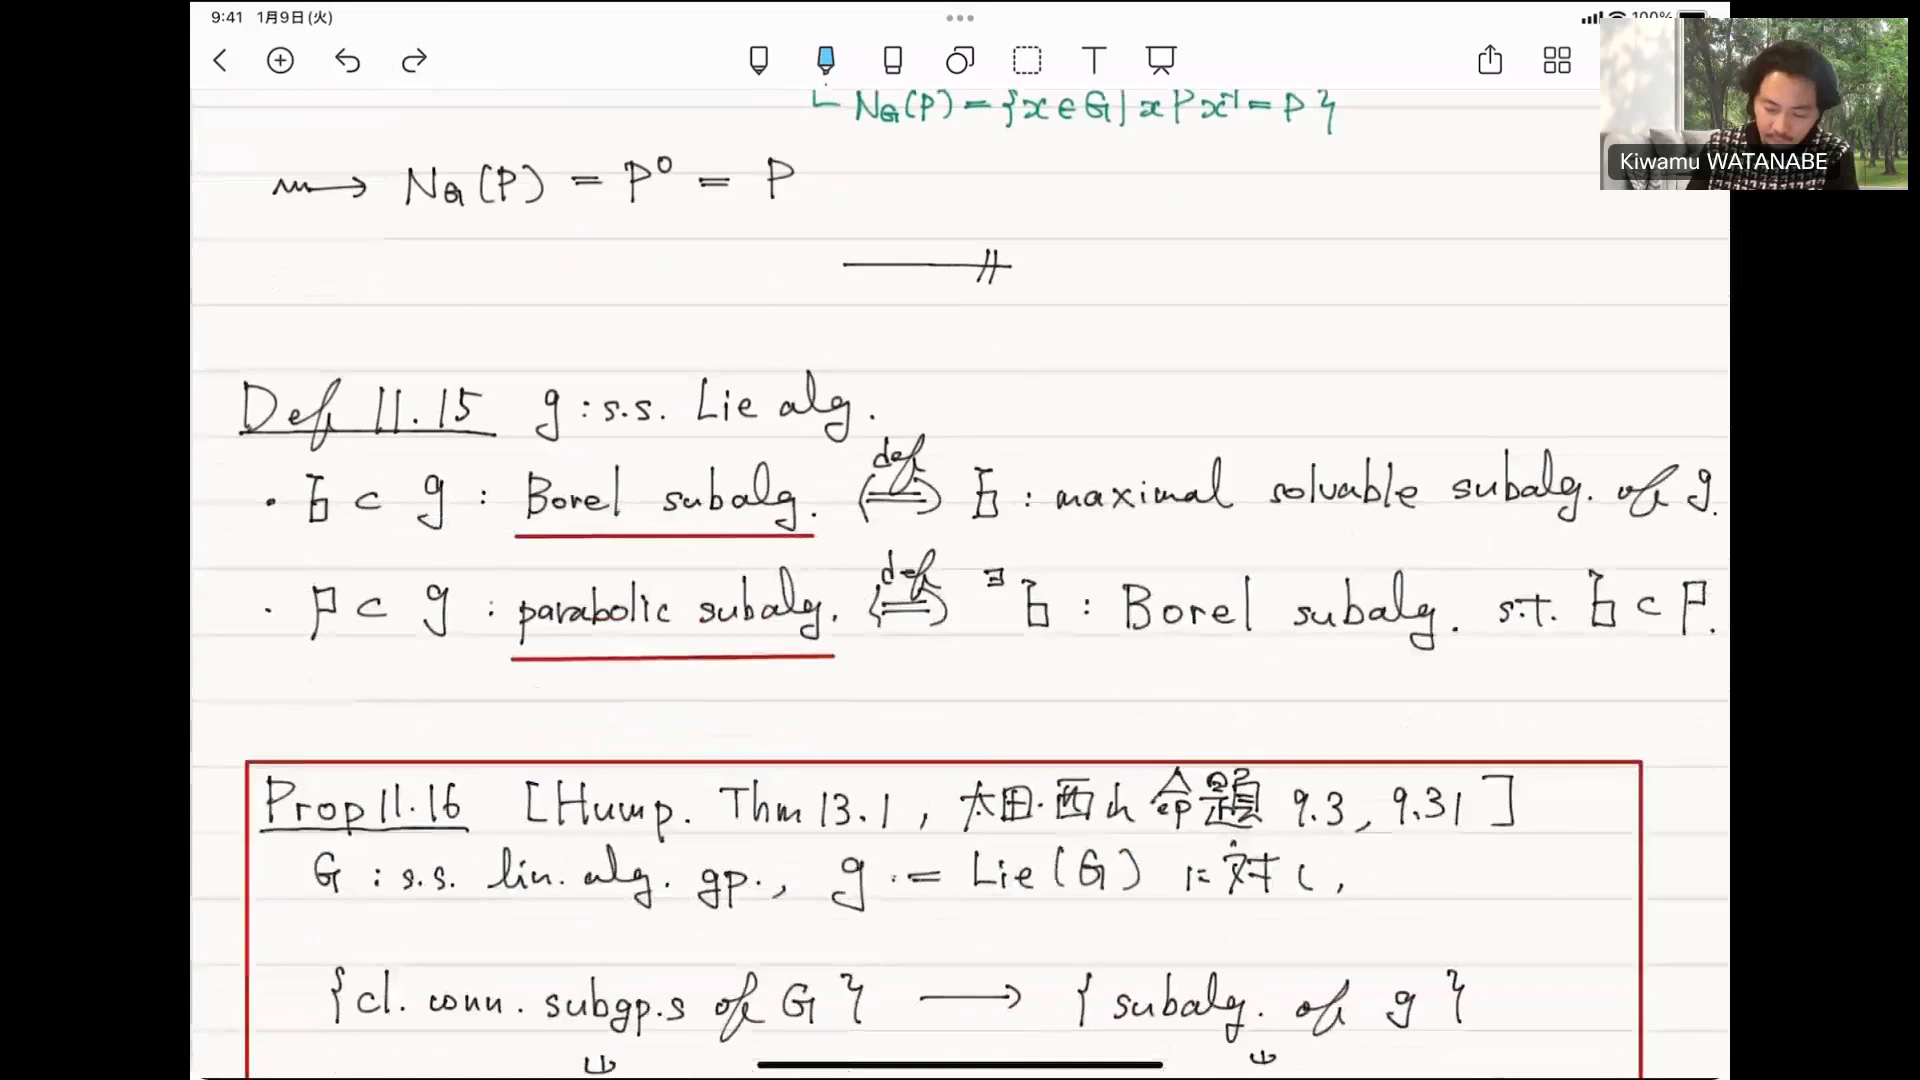 9:41 1月9日(火)
100%
Kiwamu WATANABE
N_G(P) = {x ∈ G | x P x⁻¹ = P}
⇝ N_G(P) = P⁰ = P
Def 11.15 𝔤 : s.s. Lie alg.
· 𝔟 ⊂ 𝔤 : Borel subalg. ⇔(def) 𝔟 : maximal solvable subalg. of 𝔤.
· 𝔭 ⊂ 𝔤 : parabolic subalg. ⇔(def) ∃ 𝔟 : Borel subalg. s.t. 𝔟 ⊂ 𝔭.
Prop 11.16 [Hump. Thm 13.1, 太田・西山 命題 9.3, 9.31]
G : s.s. lin. alg. gp., 𝔤 := Lie(G) に対し,
{cl. conn. subgp.s of G} ⟶ {subalg. of 𝔤}